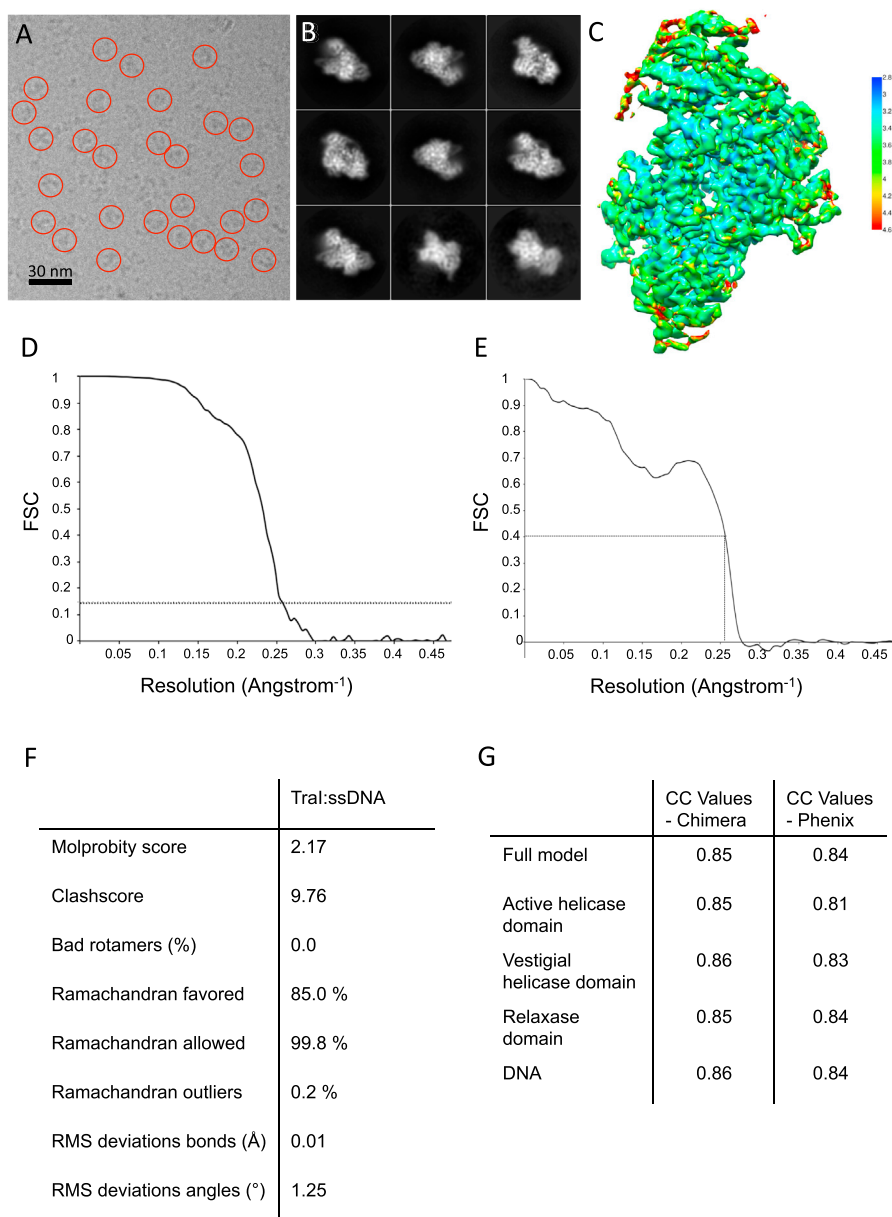 A
30 nm
B
C
2.8
3
3.2
3.4
3.6
3.8
4
4.2
4.4
4.6
D
1
0.9
0.8
0.7
0.6
0.5
0.4
0.3
0.2
0.1
0
FSC
0.05 0.1 0.15 0.2 0.25 0.3 0.35 0.4 0.45
Resolution (Angstrom-1)
E
1
0.9
0.8
0.7
0.6
0.5
0.4
0.3
0.2
0.1
0
FSC
0.05 0.1 0.15 0.2 0.25 0.3 0.35 0.4 0.45
Resolution (Angstrom-1)
F
TraI:ssDNA
Molprobity score 2.17
Clashscore 9.76
Bad rotamers (%) 0.0
Ramachandran favored 85.0 %
Ramachandran allowed 99.8 %
Ramachandran outliers 0.2 %
RMS deviations bonds (Å) 0.01
RMS deviations angles (°) 1.25
G
CC Values CC Values
- Chimera - Phenix
Full model 0.85 0.84
Active helicase 0.85 0.81
domain
Vestigial 0.86 0.83
helicase domain
Relaxase 0.85 0.84
domain
DNA 0.86 0.84